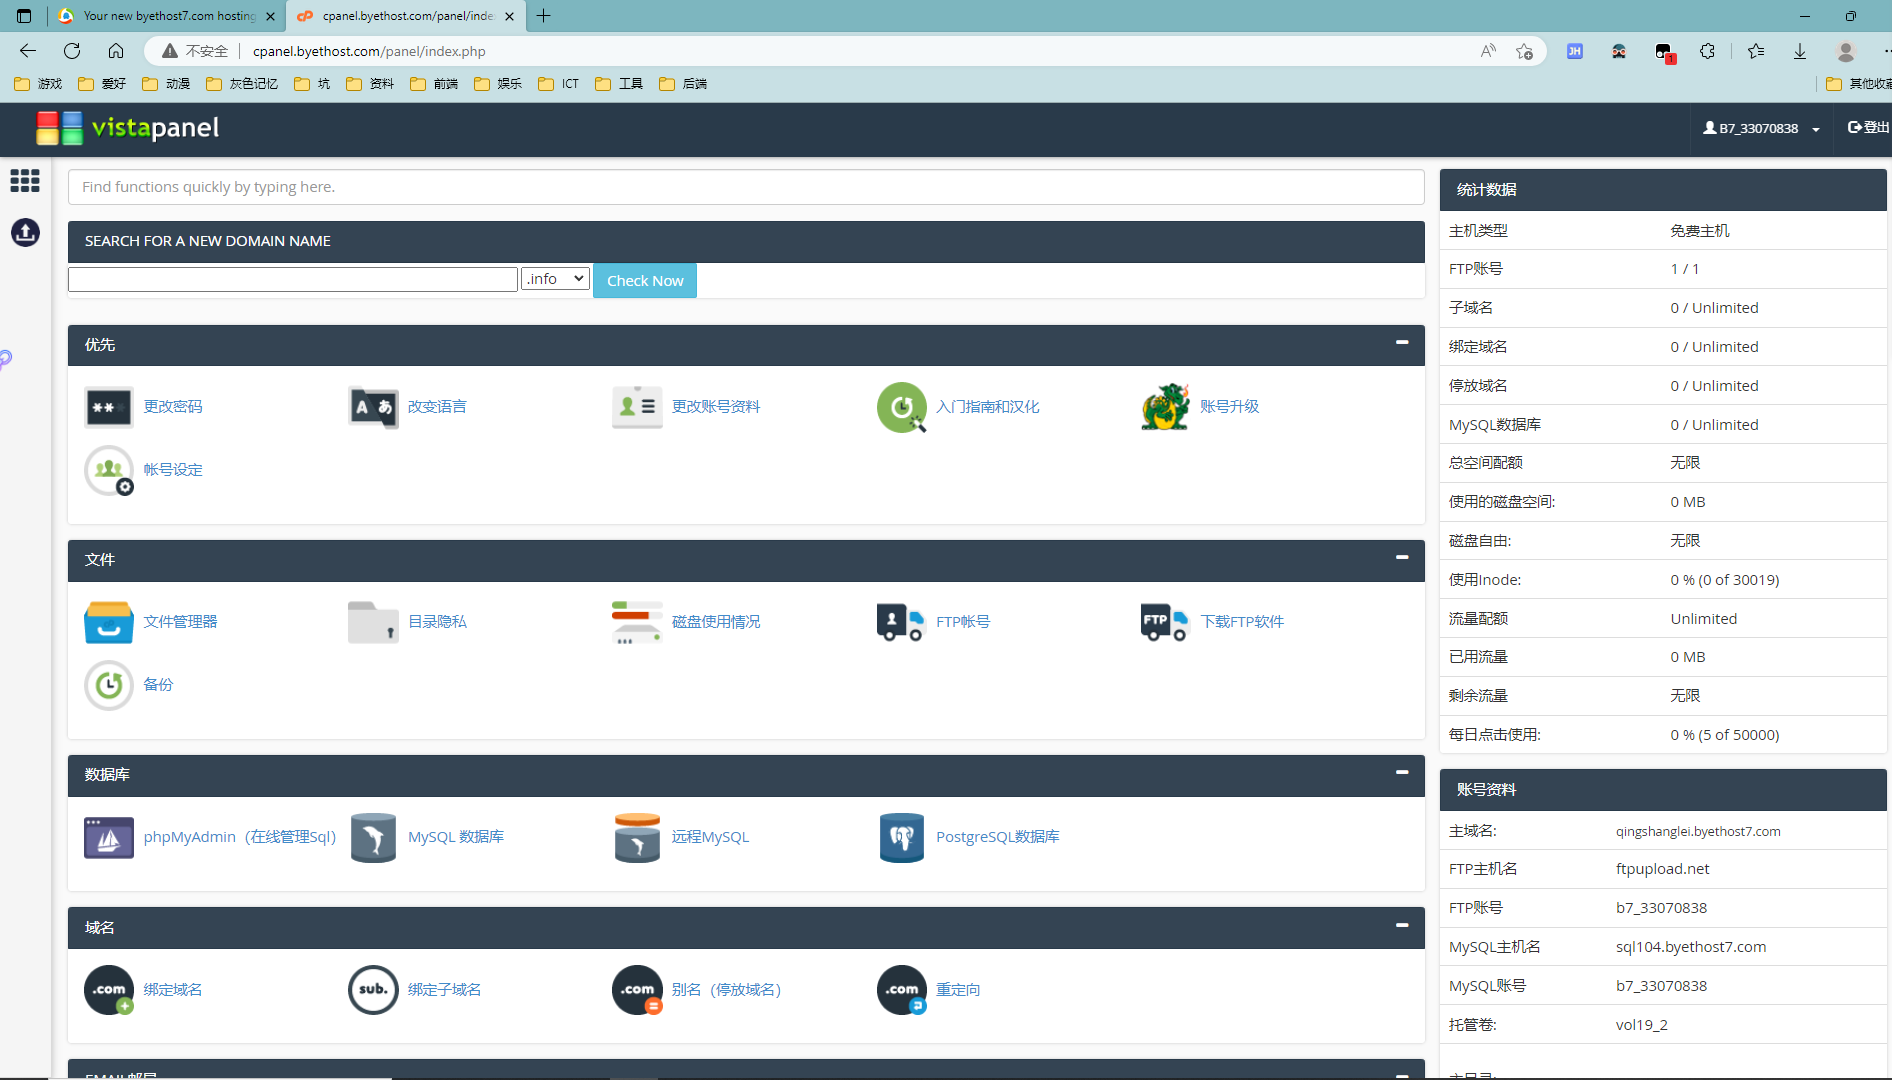 Your new byethost7.com hosting
cpanel.byethost.com/panel/inde
不安全
cpanel.byethost.com/panel/index.php
游戏 爱好 动漫 灰色记忆 坑 资料 前端 娱乐 ICT 工具 后端
其他收藏
vistapanel
B7_33070838
登出
Find functions quickly by typing here.
SEARCH FOR A NEW DOMAIN NAME
.info
Check Now
优先
更改密码
改变语言
更改账号资料
入门指南和汉化
账号升级
帐号设定
文件
文件管理器
目录隐私
磁盘使用情况
FTP帐号
FTP
下载FTP软件
备份
数据库
phpMyAdmin（在线管理Sql）
MySQL 数据库
远程MySQL
PostgreSQL数据库
域名
.com
绑定域名
sub.
绑定子域名
.com
别名（停放域名）
.com
重定向
统计数据
主机类型 免费主机
FTP账号 1 / 1
子域名 0 / Unlimited
绑定域名 0 / Unlimited
停放域名 0 / Unlimited
MySQL数据库 0 / Unlimited
总空间配额 无限
使用的磁盘空间: 0 MB
磁盘自由: 无限
使用Inode: 0 % (0 of 30019)
流量配额 Unlimited
已用流量 0 MB
剩余流量 无限
每日点击使用: 0 % (5 of 50000)
账号资料
主域名: qingshanglei.byethost7.com
FTP主机名 ftpupload.net
FTP账号 b7_33070838
MySQL主机名 sql104.byethost7.com
MySQL账号 b7_33070838
托管卷: vol19_2